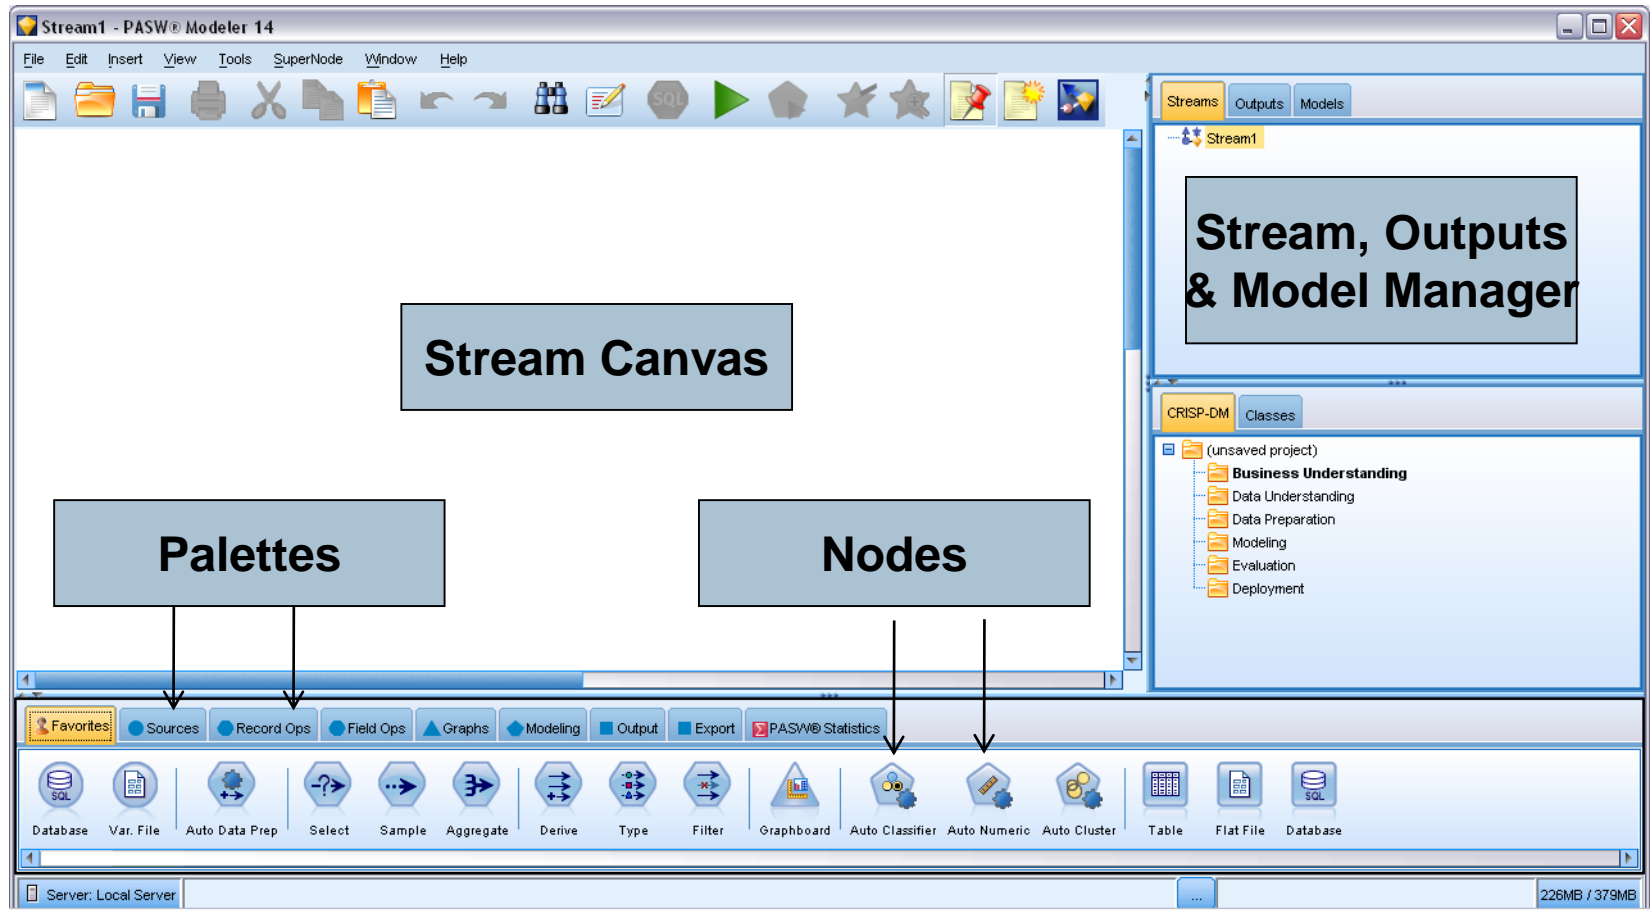 Stream1 - PASW® Modeler 14
File Edit Insert View Tools SuperNode Window Help
SQL
Streams Outputs Models
Stream1
Stream, Outputs
& Model Manager
Stream Canvas
CRISP-DM Classes
(unsaved project)
Business Understanding
Data Understanding
Data Preparation
Modeling
Evaluation
Deployment
Palettes
Nodes
Favorites Sources Record Ops Field Ops Graphs Modeling Output Export PASW® Statistics
SQL SQL
Database Var. File Auto Data Prep Select Sample Aggregate Derive Type Filter Graphboard Auto Classifier Auto Numeric Auto Cluster Table Flat File Database
Server: Local Server ... 226MB / 379MB